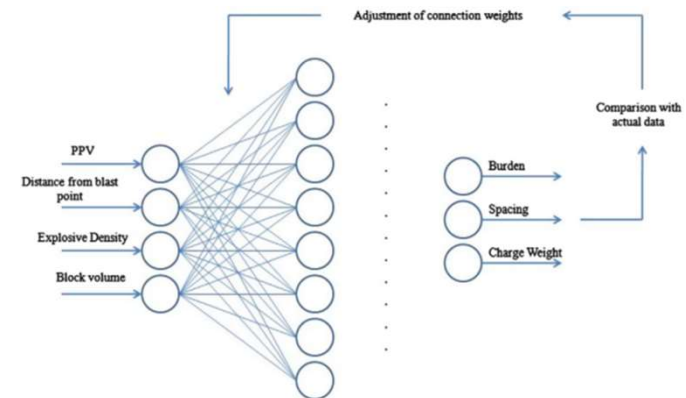 Adjustment of connection weights
Comparison with
actual data
PPV
Distance from blast
point
Explosive Density
Block volume
Burden
Spacing
Charge Weight